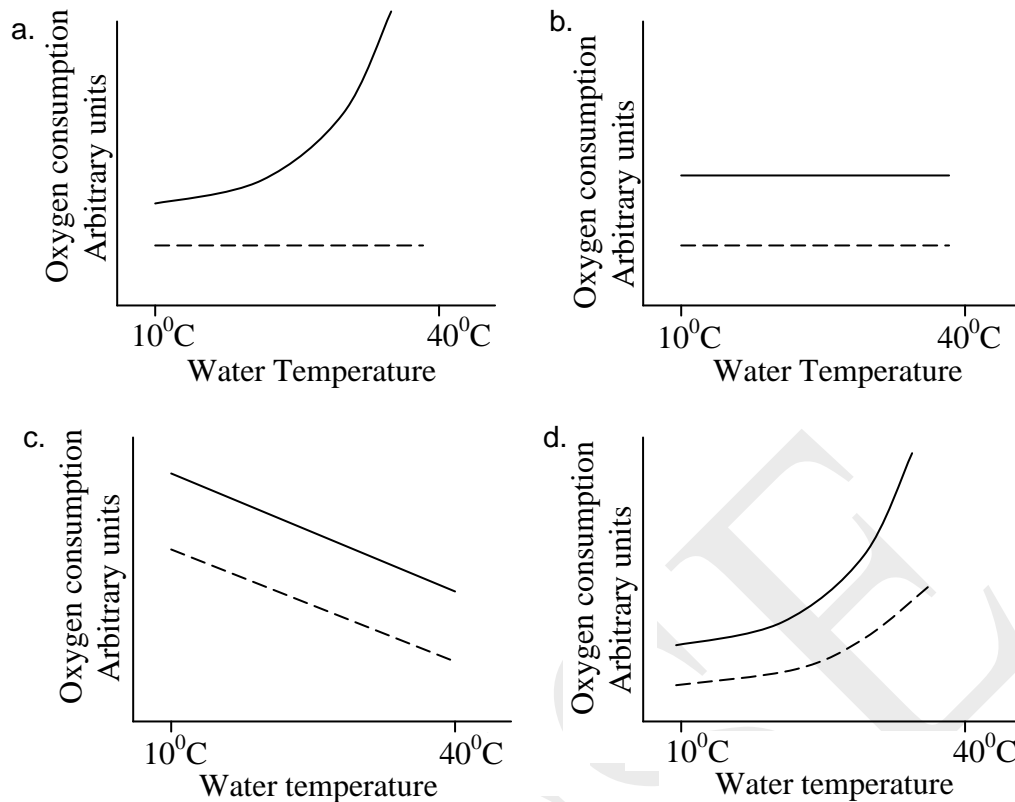 a.
Oxygen consumption
Arbitrary units
10⁰C
40⁰C
Water Temperature
b.
Oxygen consumption
Arbitrary units
10⁰C
40⁰C
Water Temperature
c.
Oxygen consumption
Arbitrary units
10⁰C
40⁰C
Water temperature
d.
Oxygen consumption
Arbitrary units
10⁰C
40⁰C
Water temperature